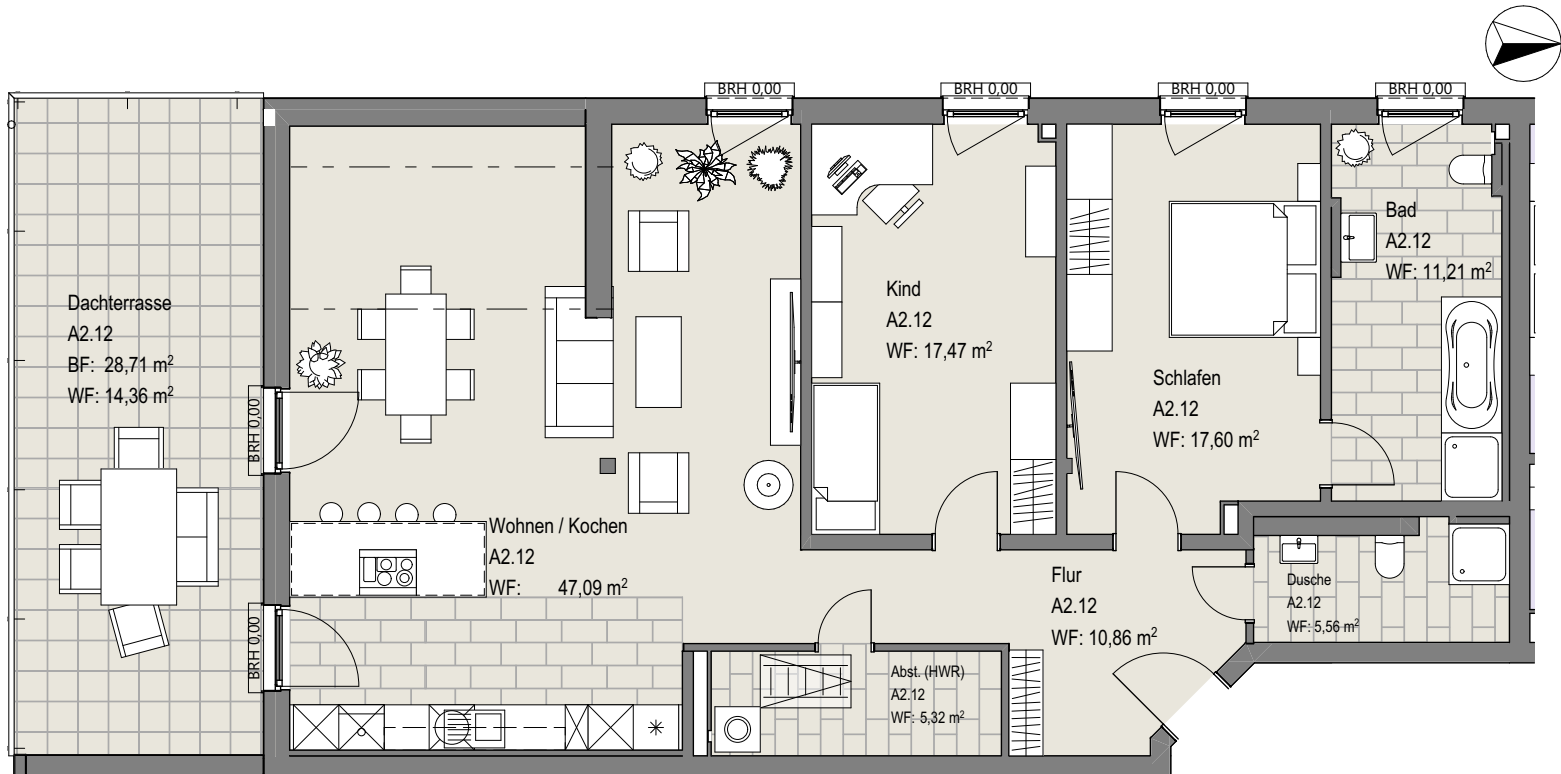 BRH 0,00
BRH 0,00
BRH 0,00
BRH 0,00
Dachterrasse
A2.12
BF: 28,71 m²
WF: 14,36 m²
BRH 0,00
BRH 0,00
Wohnen / Kochen
A2.12
WF: 47,09 m²
Kind
A2.12
WF: 17,47 m²
Schlafen
A2.12
WF: 17,60 m²
Bad
A2.12
WF: 11,21 m²
Flur
A2.12
WF: 10,86 m²
Dusche
A2.12
WF: 5,56 m²
Abst. (HWR)
A2.12
WF: 5,32 m²